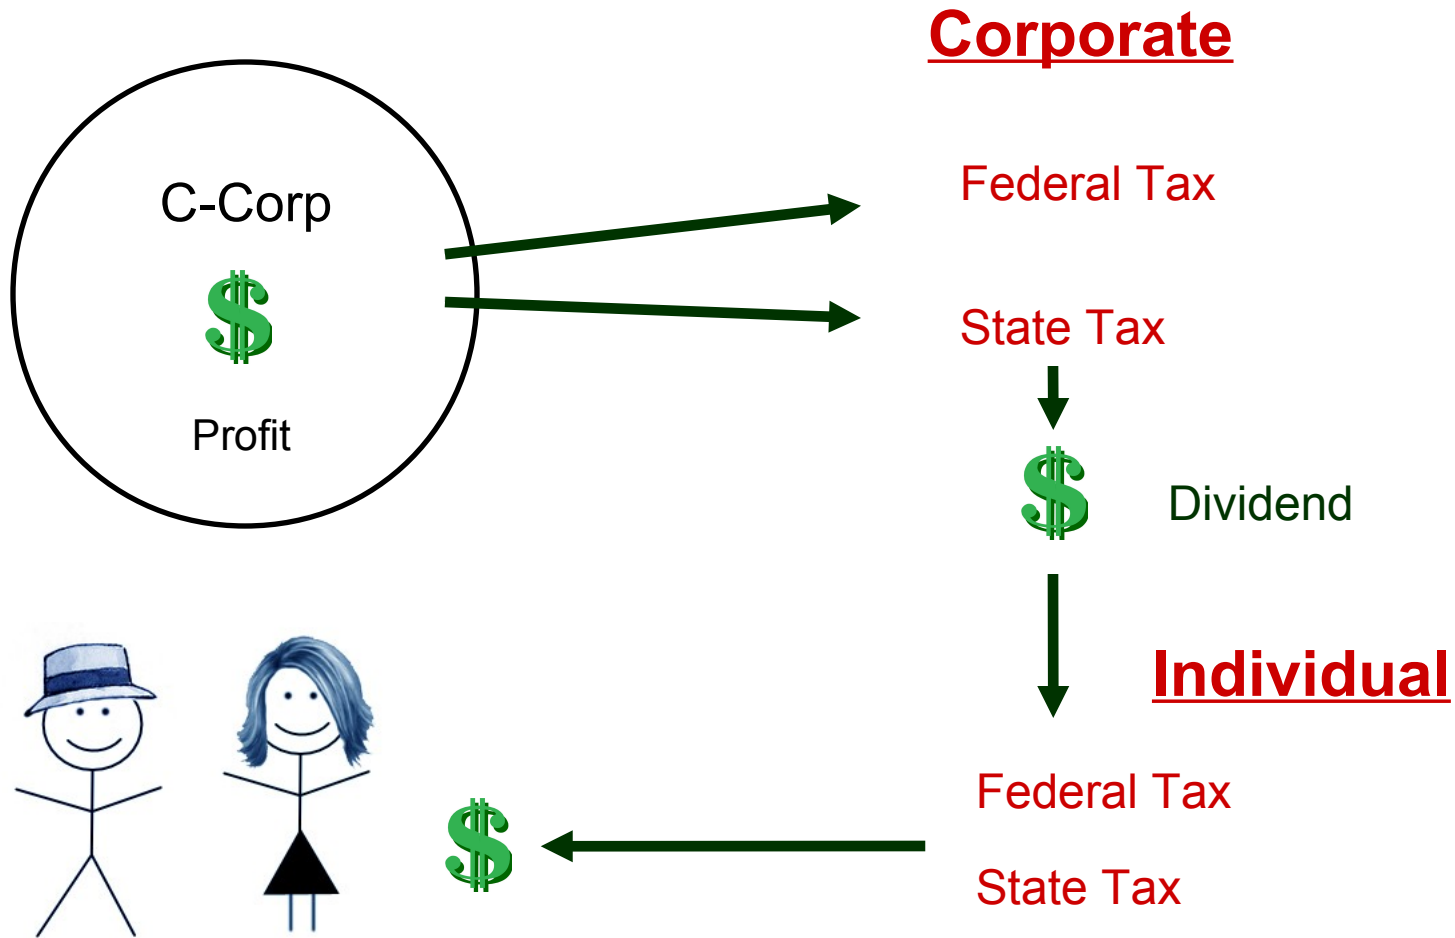 Corporate
C-Corp
$
Profit
Federal Tax
State Tax
$ Dividend
Individual
Federal Tax
State Tax
$